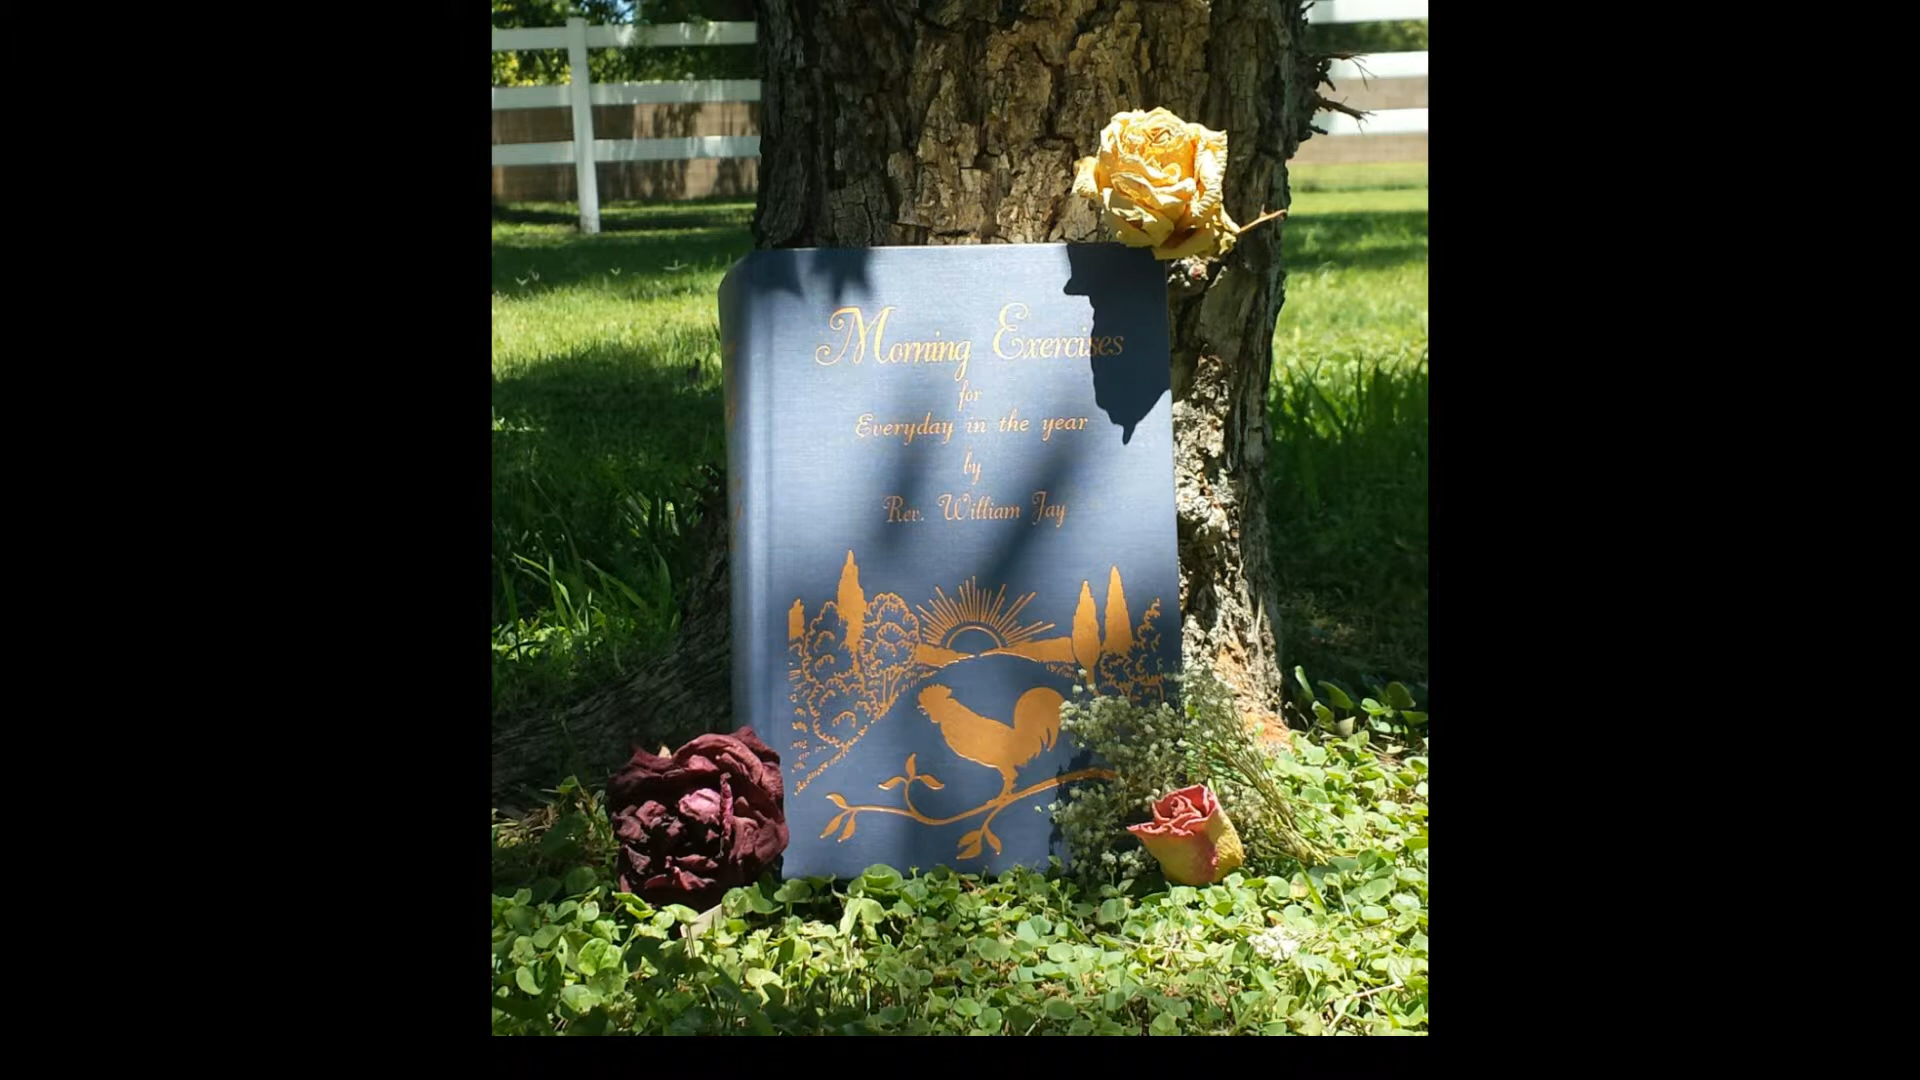 Morning Exercises
for
Everyday in the year
by
Rev. William Jay